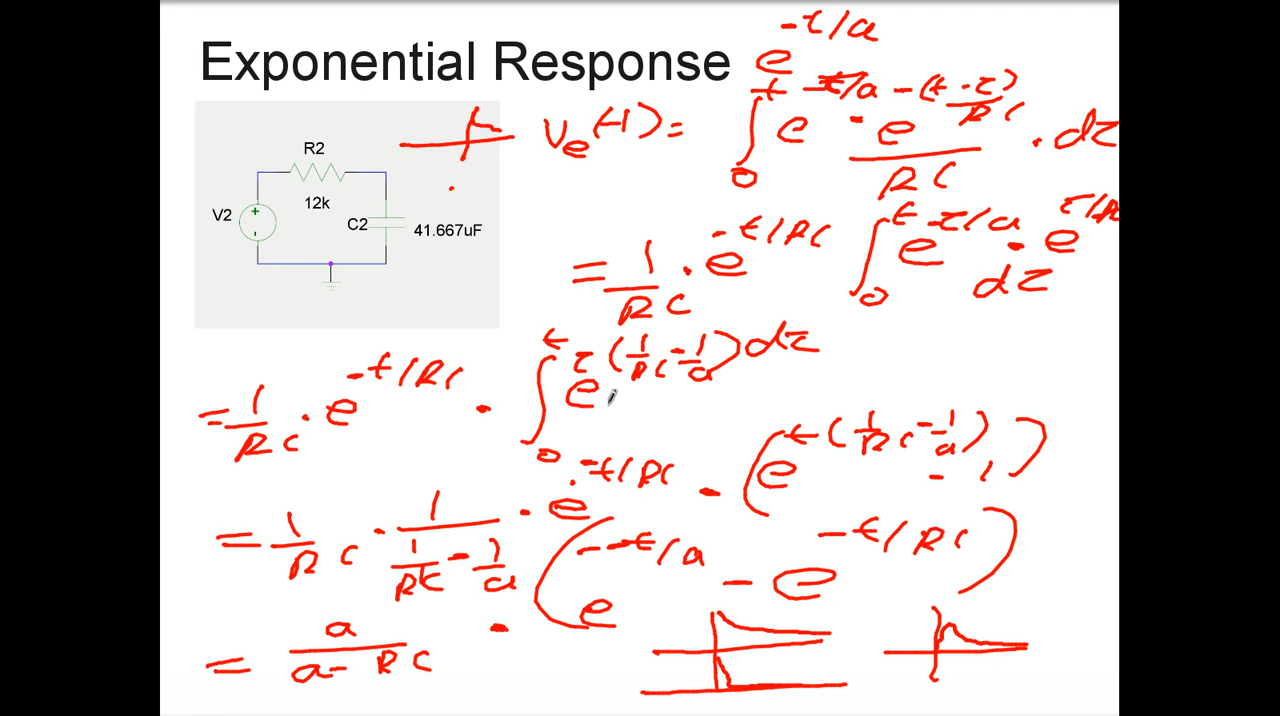 Exponential Response
e^{-τ/a}
V_e(t) = ∫_0^t e^{-τ/a} · e^{-(t-τ)/RC} / RC · dτ
R2
12k
V2
C2
41.667uF
= 1/RC · e^{-t/RC} ∫_0^t e^{-τ/a} · e^{τ/RC} dτ
= 1/RC · e^{-t/RC} · ∫_0^t e^{τ(1/RC - 1/a)} dτ
= 1/RC · 1/(1/RC - 1/a) · e^{-t/RC} · (e^{t(1/RC - 1/a)} - 1)
= a/(a - RC) · (e^{-t/a} - e^{-t/RC})